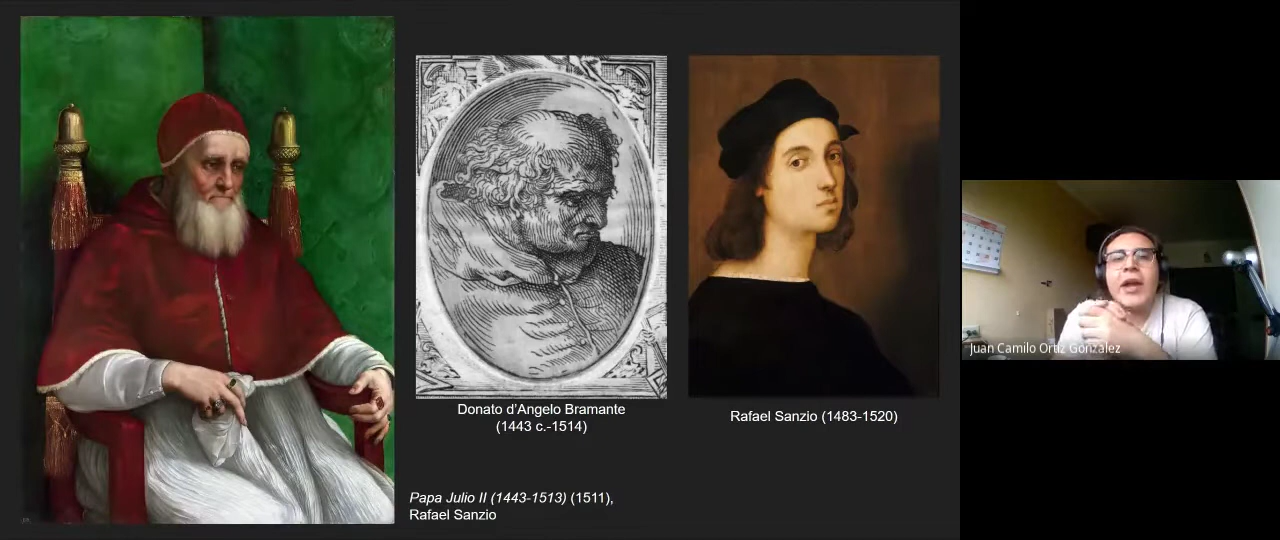 Donato d'Angelo Bramante
(1443 c.-1514)
Rafael Sanzio (1483-1520)
Papa Julio II (1443-1513) (1511),
Rafael Sanzio
Juan Camilo Ortiz González